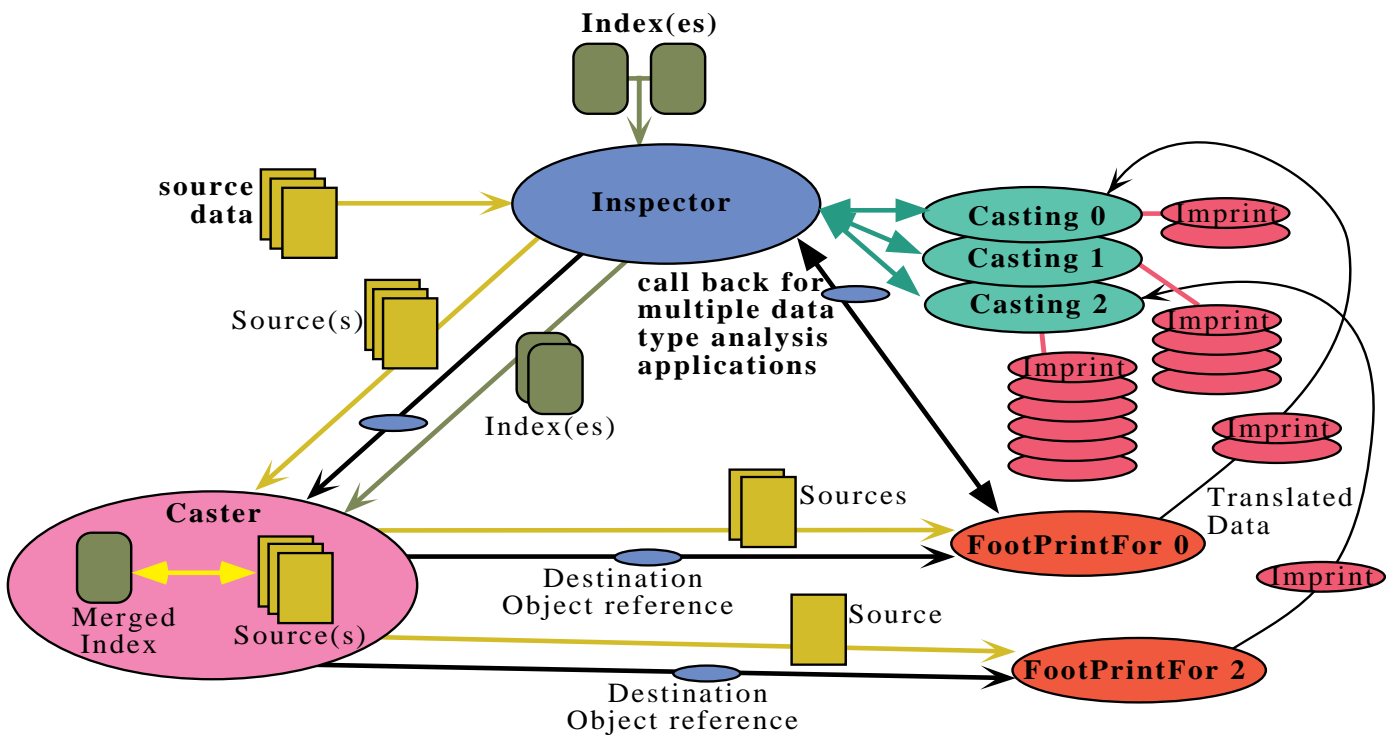 Index(es)
source
data
Inspector
Casting 0
Imprint
Casting 1
Casting 2
Imprint
Imprint
call back for
multiple data
type analysis
applications
Source(s)
Index(es)
Imprint
Translated
Data
Caster
Merged
Index
Source(s)
Sources
FootPrintFor 0
Destination
Object reference
Imprint
Source
FootPrintFor 2
Destination
Object reference